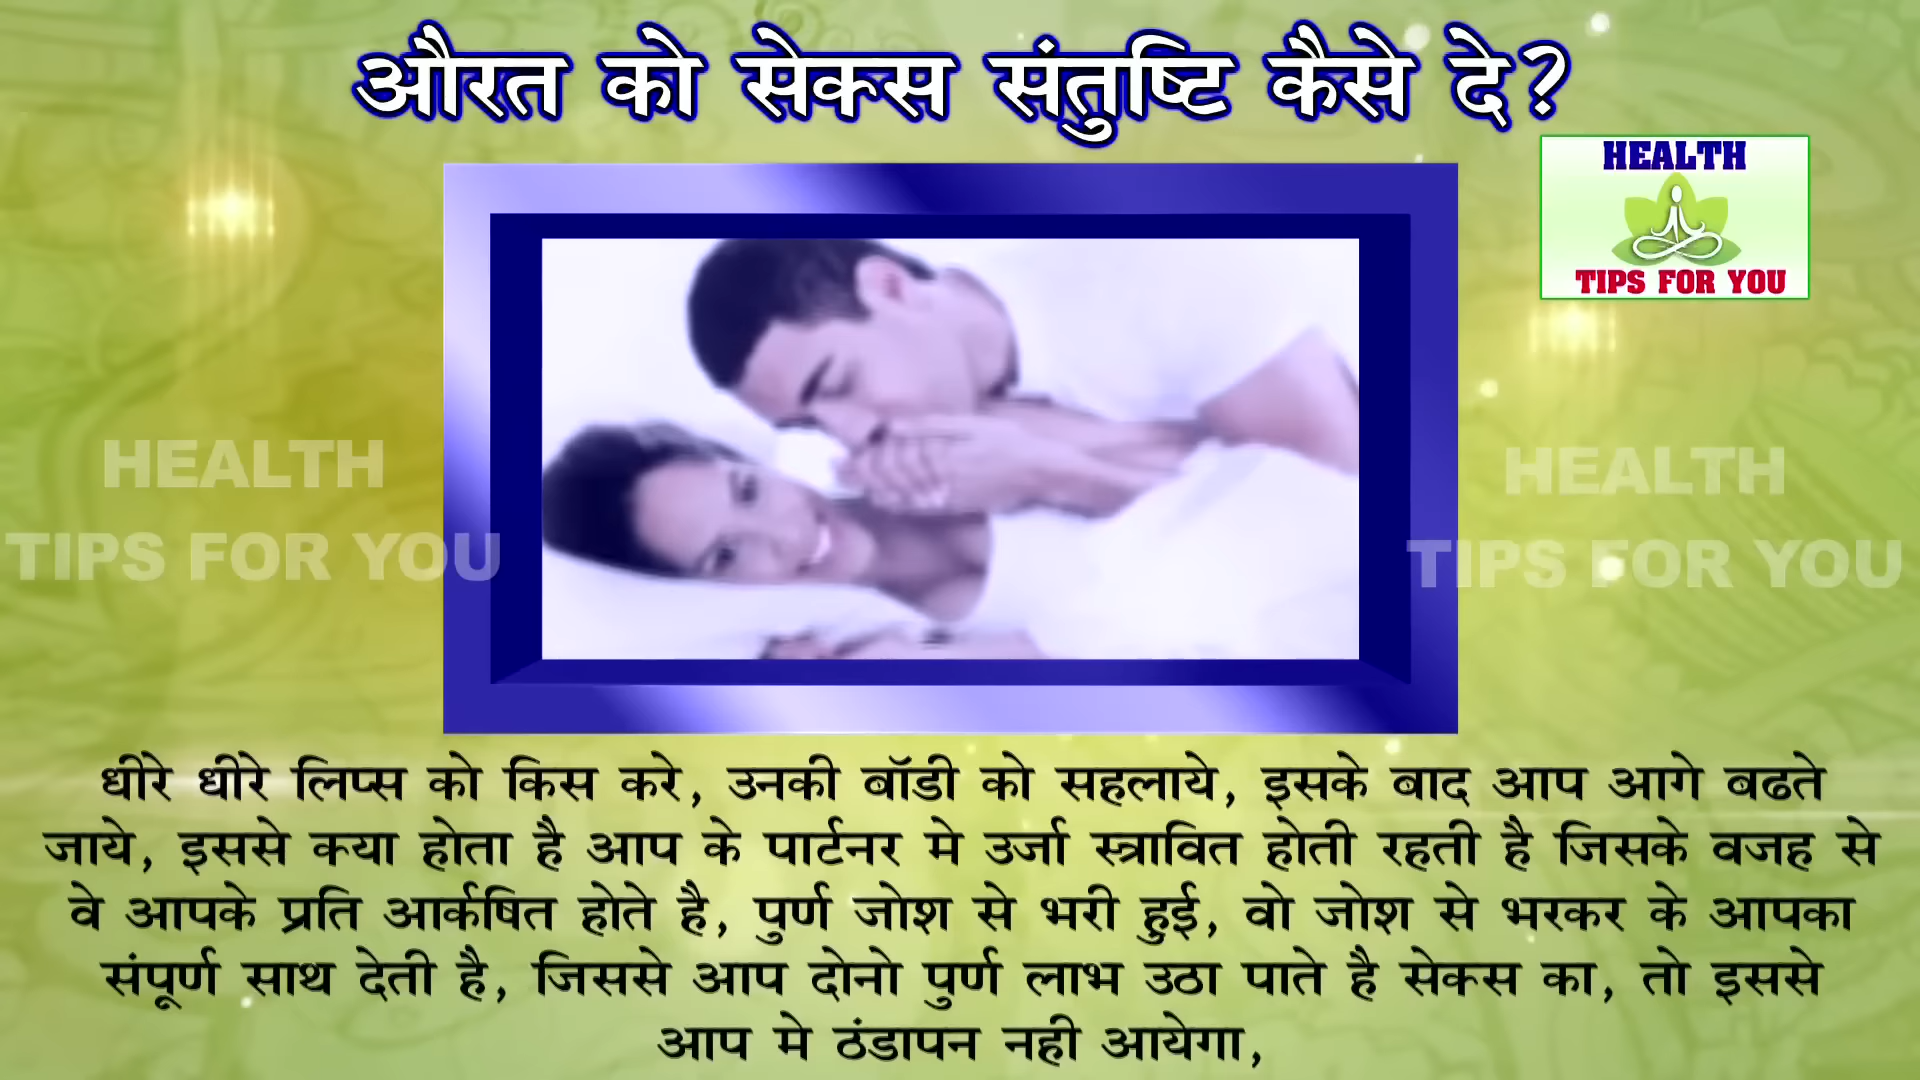 औरत को सेक्स संतुष्टि कैसे दे?
HEALTH
TIPS FOR YOU
HEALTH
TIPS FOR YOU
HEALTH
TIPS FOR YOU
धीरे धीरे लिप्स को किस करे, उनकी बॉडी को सहलाये, इसके बाद आप आगे बढते
जाये, इससे क्या होता है आप के पार्टनर मे उर्जा स्त्रावित होती रहती है जिसके वजह से
वे आपके प्रति आर्कषित होते है, पुर्ण जोश से भरी हुई, वो जोश से भरकर के आपका
संपूर्ण साथ देती है, जिससे आप दोनो पुर्ण लाभ उठा पाते है सेक्स का, तो इससे
आप मे ठंडापन नही आयेगा,